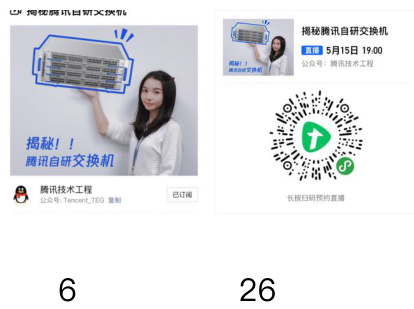 揭秘腾讯自研交换机
揭秘！！
腾讯自研交换机
腾讯技术工程
公众号: Tencent_TEG 复制
已订阅
揭秘腾讯自研交换机
直播 5月15日 19:00
公众号：腾讯技术工程
揭秘！！
腾讯自研交换机
长按扫码预约直播
6
26